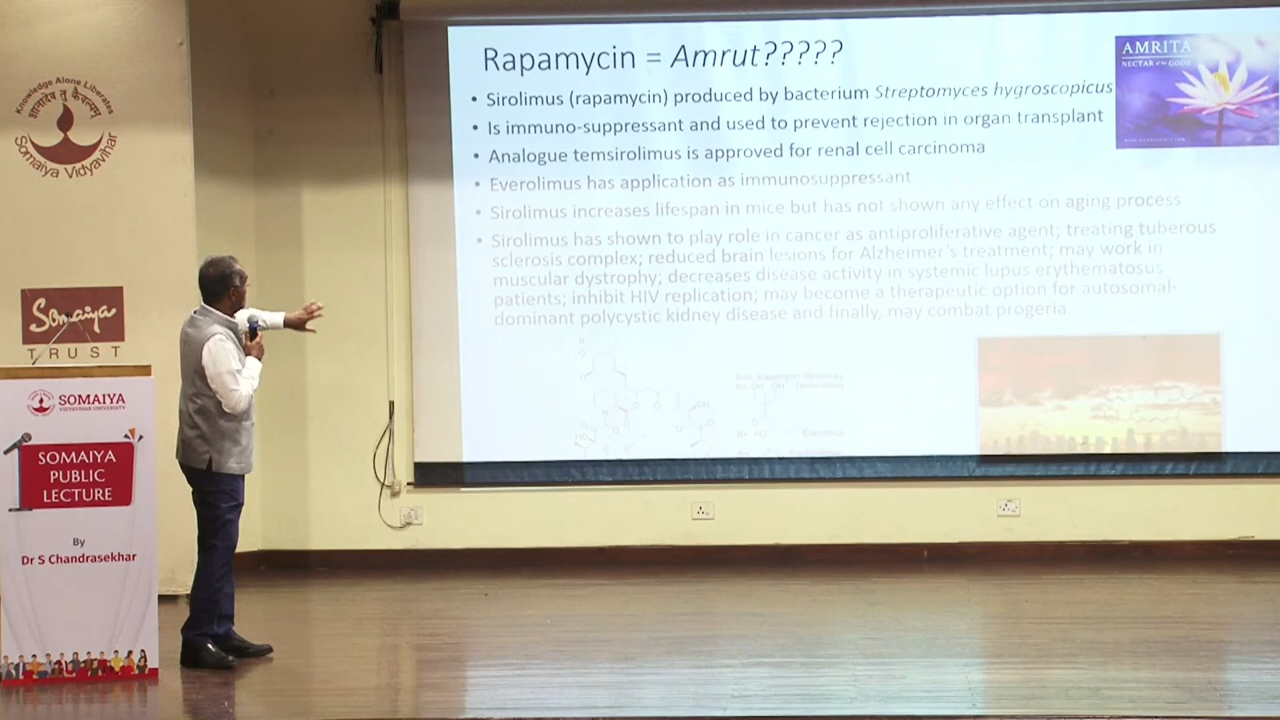 Knowledge Alone Liberates
ज्ञानादेव तु कैवल्यम्
Somaiya Vidyavihar
Somaiya
TRUST
SOMAIYA
VIDYAVIHAR UNIVERSITY
SOMAIYA
PUBLIC
LECTURE
By
Dr S Chandrasekhar
Rapamycin = Amrut?????
• Sirolimus (rapamycin) produced by bacterium Streptomyces hygroscopicus
• Is immuno-suppressant and used to prevent rejection in organ transplant
• Analogue temsirolimus is approved for renal cell carcinoma
• Everolimus has application as immunosuppressant
• Sirolimus increases lifespan in mice but has not shown any effect on aging process
• Sirolimus has shown to play role in cancer as antiproliferative agent; treating tuberous
sclerosis complex; reduced brain lesions for Alzheimer's treatment; may work in
muscular dystrophy; decreases disease activity in systemic lupus erythematosus
patients; inhibit HIV replication; may become a therapeutic option for autosomal-
dominant polycystic kidney disease and finally, may combat progeria.
AMRITA
NECTAR of the GODS